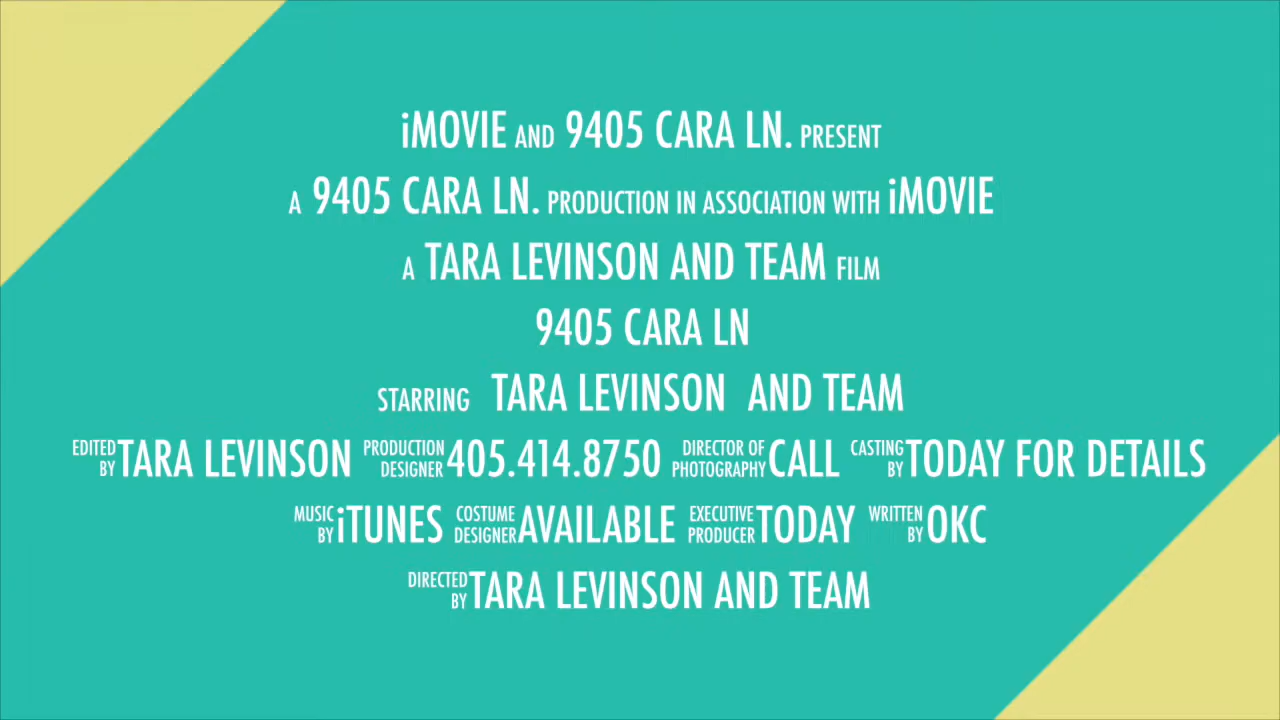 iMOVIE AND 9405 CARA LN. PRESENT
A 9405 CARA LN. PRODUCTION IN ASSOCIATION WITH iMOVIE
A TARA LEVINSON AND TEAM FILM
9405 CARA LN
STARRING TARA LEVINSON AND TEAM
EDITED BY TARA LEVINSON PRODUCTION DESIGNER 405.414.8750 DIRECTOR OF PHOTOGRAPHY CALL CASTING BY TODAY FOR DETAILS
MUSIC BY iTUNES COSTUME DESIGNER AVAILABLE EXECUTIVE PRODUCER TODAY WRITTEN BY OKC
DIRECTED BY TARA LEVINSON AND TEAM